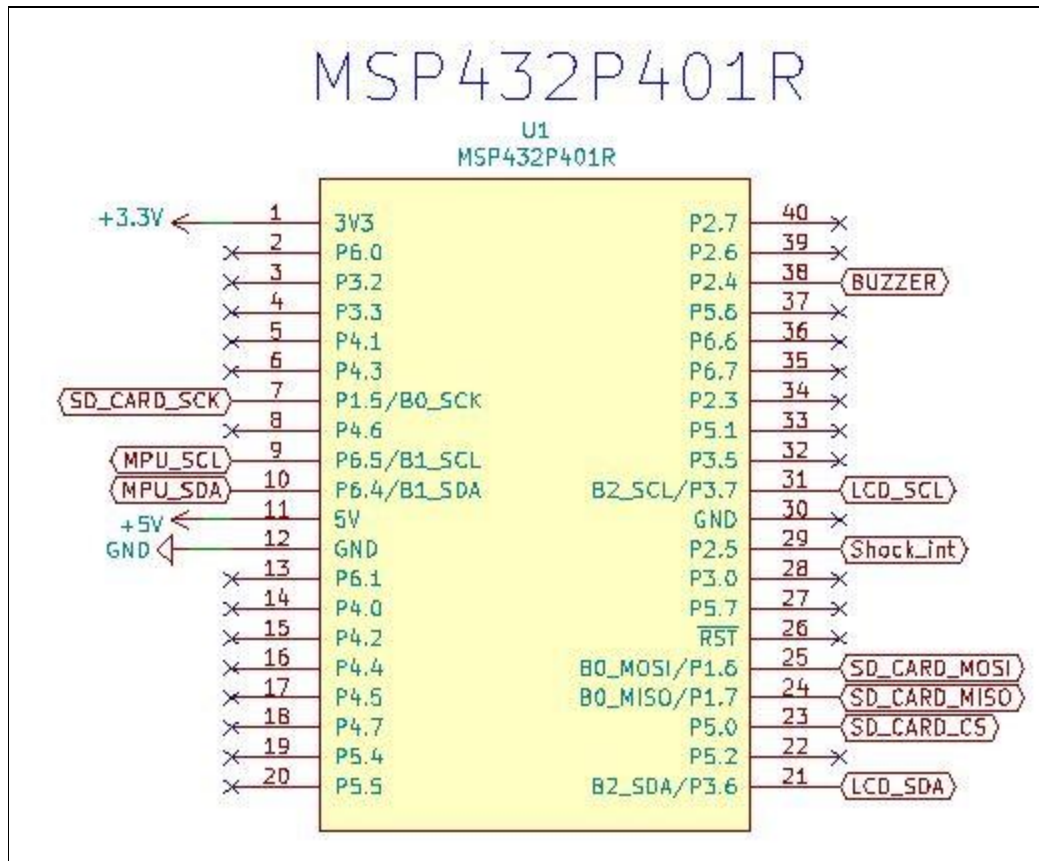 MSP432P401R
U1
MSP432P401R
+3.3V 1 3V3 P2.7 40
2 P6.0 P2.6 39
3 P3.2 P2.4 38 BUZZER
4 P3.3 P5.6 37
5 P4.1 P6.6 36
6 P4.3 P6.7 35
SD_CARD_SCK 7 P1.5/B0_SCK P2.3 34
8 P4.6 P5.1 33
MPU_SCL 9 P6.5/B1_SCL P3.5 32
MPU_SDA 10 P6.4/B1_SDA B2_SCL/P3.7 31 LCD_SCL
+5V 11 5V GND 30
GND 12 GND P2.5 29 Shock_int
13 P6.1 P3.0 28
14 P4.0 P5.7 27
15 P4.2 RST 26
16 P4.4 B0_MOSI/P1.6 25 SD_CARD_MOSI
17 P4.5 B0_MISO/P1.7 24 SD_CARD_MISO
18 P4.7 P5.0 23 SD_CARD_CS
19 P5.4 P5.2 22
20 P5.5 B2_SDA/P3.6 21 LCD_SDA